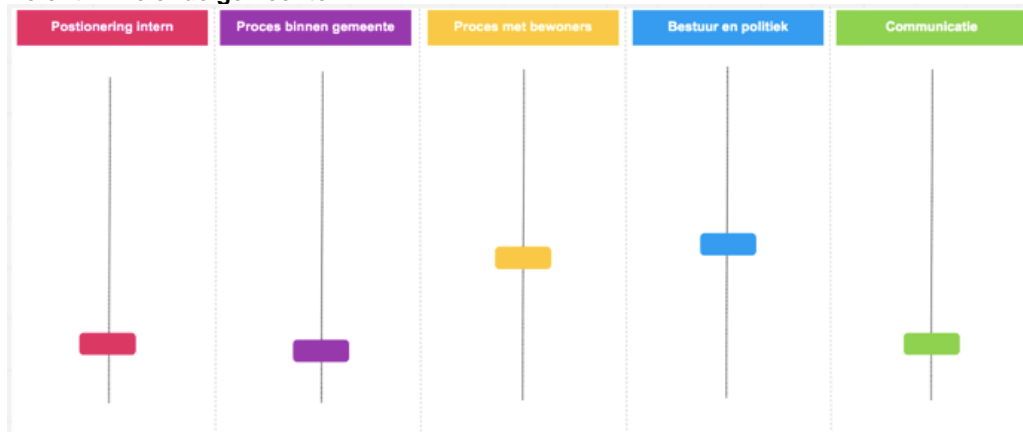 Postionering intern
Proces binnen gemeente
Proces met bewoners
Bestuur en politiek
Communicatie